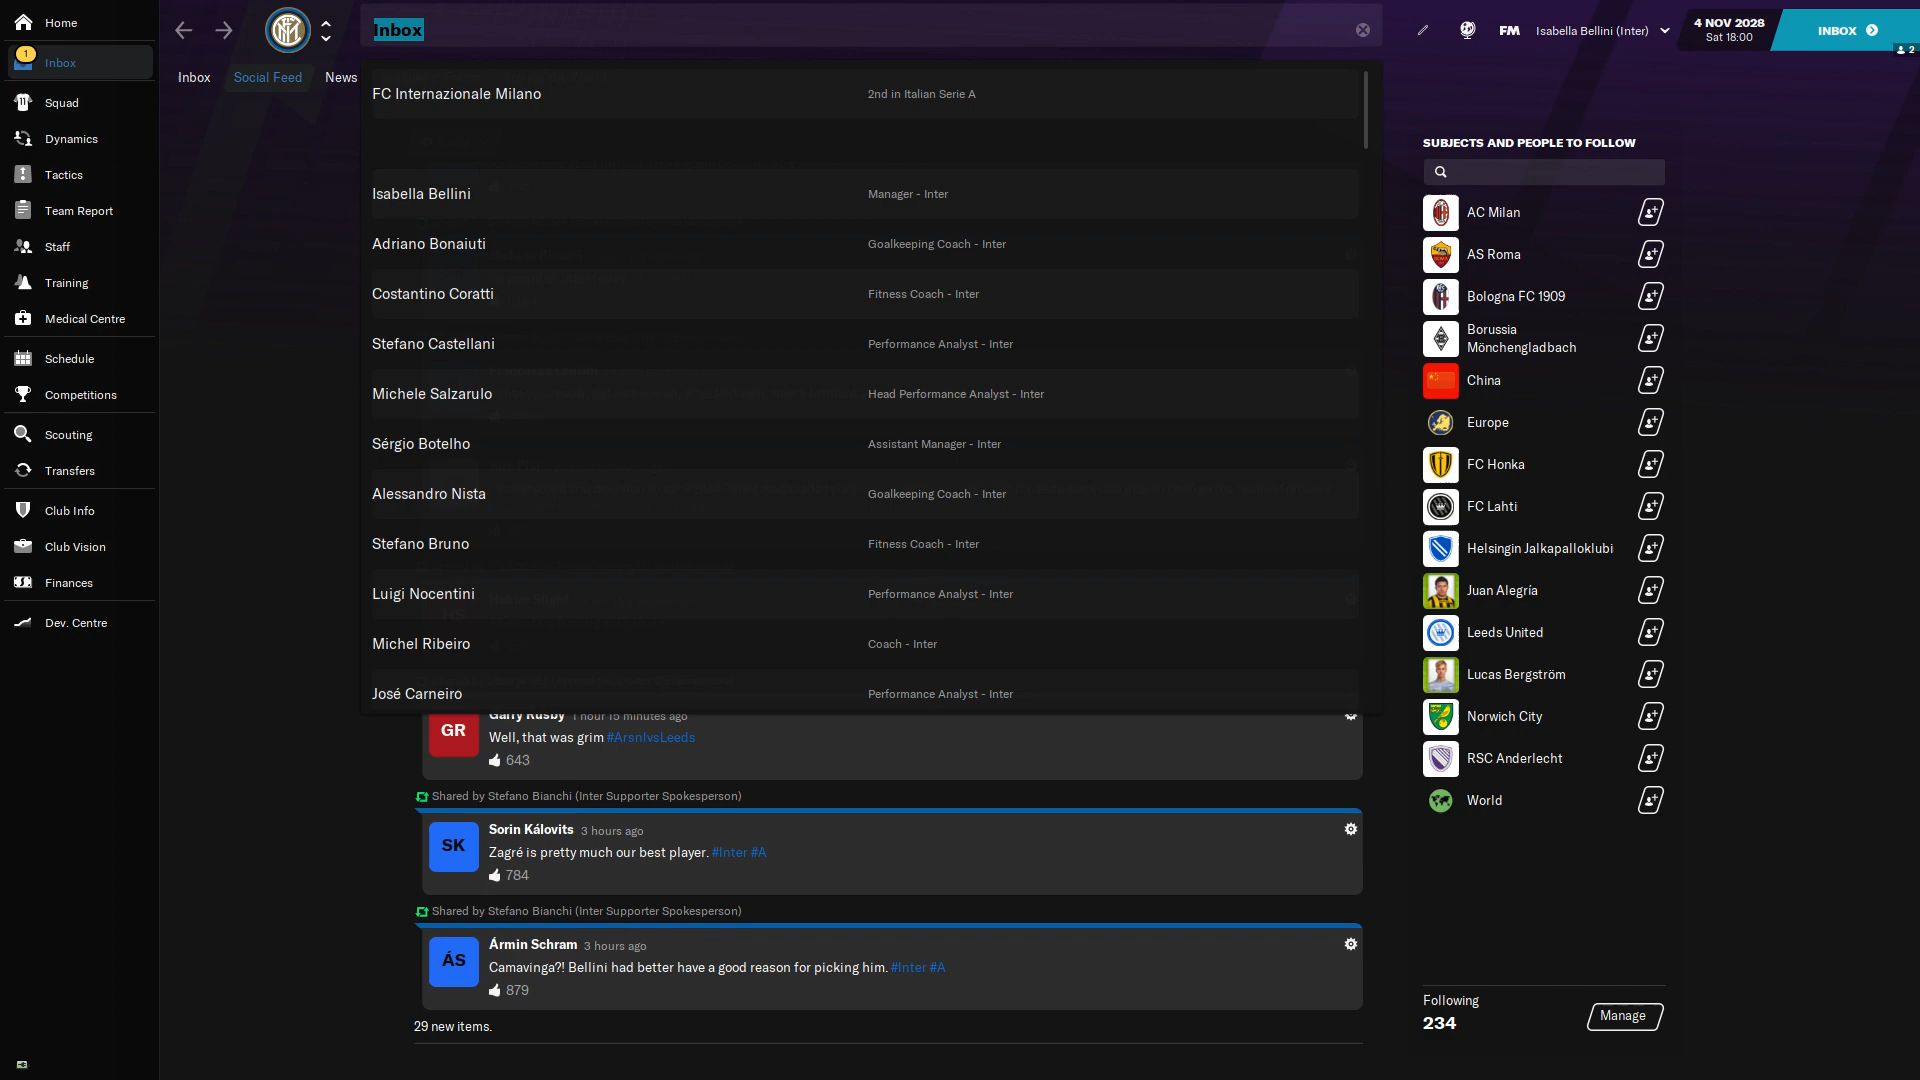 Home
Inbox
1
Squad
Dynamics
Tactics
Team Report
Staff
Training
Medical Centre
Schedule
Competitions
Scouting
Transfers
Club Info
Club Vision
Finances
Dev. Centre
Inbox
FM
Isabella Bellini (Inter)
4 NOV 2028
Sat 18:00
INBOX
2
Inbox
Social Feed
News
FC Internazionale Milano 2nd in Italian Serie A
Isabella Bellini Manager - Inter
Adriano Bonaiuti Goalkeeping Coach - Inter
Costantino Coratti Fitness Coach - Inter
Stefano Castellani Performance Analyst - Inter
Michele Salzarulo Head Performance Analyst - Inter
Sérgio Botelho Assistant Manager - Inter
Alessandro Nista Goalkeeping Coach - Inter
Stefano Bruno Fitness Coach - Inter
Luigi Nocentini Performance Analyst - Inter
Michel Ribeiro Coach - Inter
José Carneiro Performance Analyst - Inter
GR
Garry Rusby 1 hour 15 minutes ago
Well, that was grim #ArsnlvsLeeds
643
Shared by Stefano Bianchi (Inter Supporter Spokesperson)
SK
Sorin Kálovits 3 hours ago
Zagré is pretty much our best player. #Inter #A
784
Shared by Stefano Bianchi (Inter Supporter Spokesperson)
ÁS
Ármin Schram 3 hours ago
Camavinga?! Bellini had better have a good reason for picking him. #Inter #A
879
29 new items.
SUBJECTS AND PEOPLE TO FOLLOW
AC Milan
AS Roma
Bologna FC 1909
Borussia
Mönchengladbach
China
Europe
FC Honka
FC Lahti
Helsingin Jalkapalloklubi
Juan Alegría
Leeds United
Lucas Bergström
Norwich City
RSC Anderlecht
World
Following
234
Manage